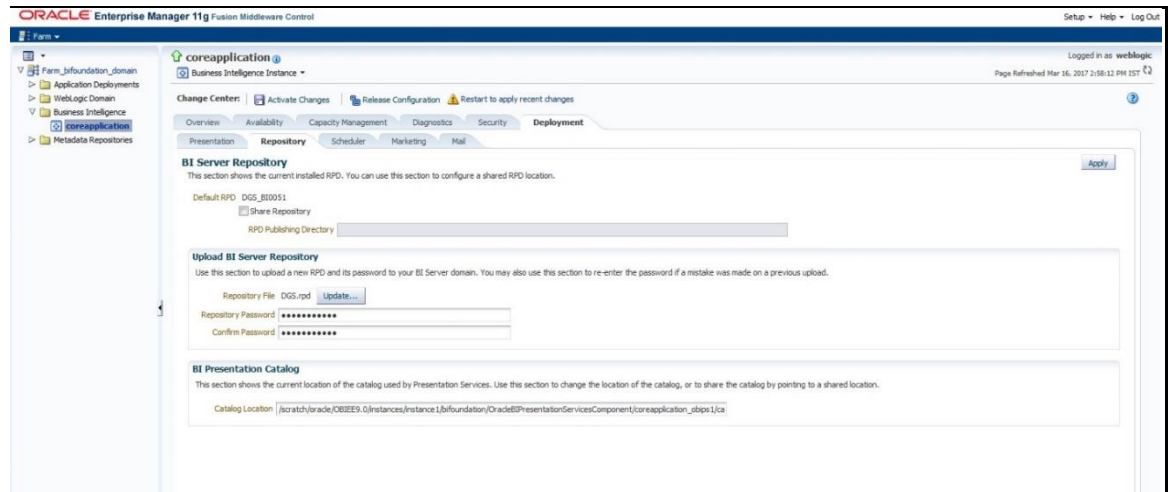 ORACLE Enterprise Manager 11g Fusion Middleware Control
Setup Help Log Out
Farm
Farm_bifoundation_domain
Application Deployments
WebLogic Domain
Business Intelligence
coreapplication
Metadata Repositories
coreapplication
Logged in as weblogic
Business Intelligence Instance
Page Refreshed Mar 16, 2017 2:58:12 PM IST
Change Center: Activate Changes Release Configuration Restart to apply recent changes
Overview Availability Capacity Management Diagnostics Security Deployment
Presentation Repository Scheduler Marketing Mail
BI Server Repository
Apply
This section shows the current installed RPD. You can use this section to configure a shared RPD location.
Default RPD DGS_BI0051
Share Repository
RPD Publishing Directory
Upload BI Server Repository
Use this section to upload a new RPD and its password to your BI Server domain. You may also use this section to re-enter the password if a mistake was made on a previous upload.
Repository File DGS.rpd Update...
Repository Password •••••••••••
Confirm Password •••••••••••
BI Presentation Catalog
This section shows the current location of the catalog used by Presentation Services. Use this section to change the location of the catalog, or to share the catalog by pointing to a shared location.
Catalog Location /scratch/oracle/OBIEE9.0/instances/instance1/bifoundation/OracleBIPresentationServicesComponent/coreapplication_obips1/ca